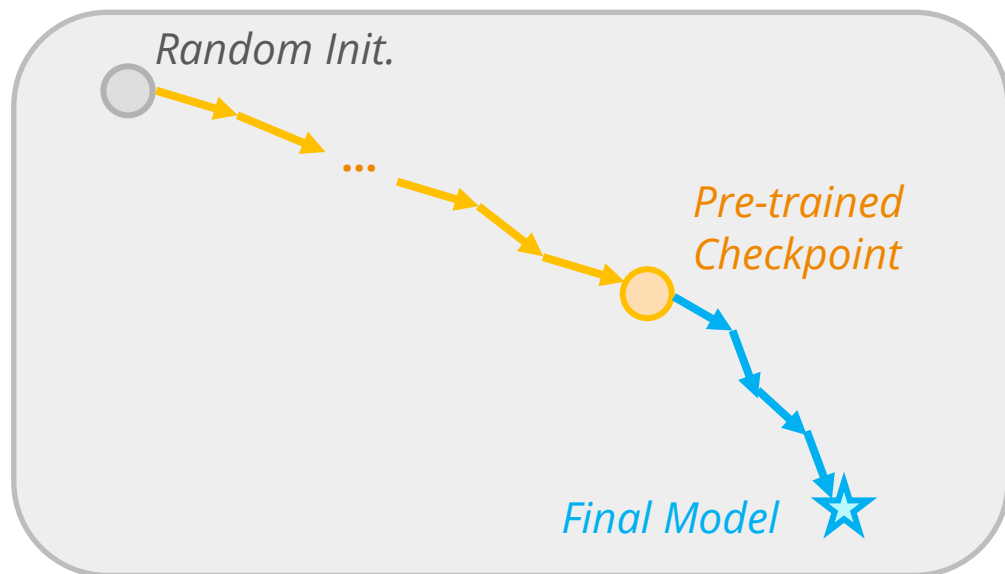 Random Init.
...
Pre-trained
Checkpoint
Final Model